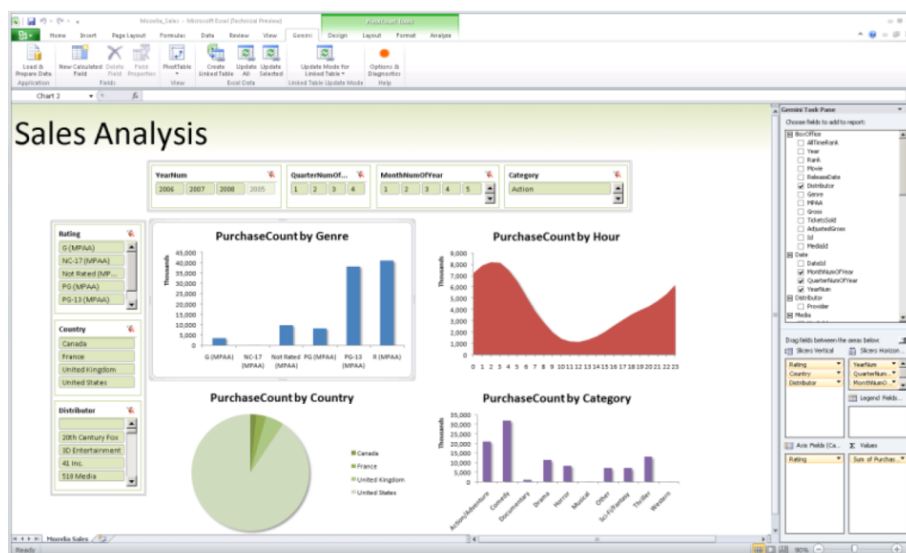 Moovlia_Sales - Microsoft Excel (Technical Preview)
PivotChart Tools
Home Insert Page Layout Formulas Data Review View Gemini Design Layout Format Analyze
Load & Prepare Data
New Calculated Field
Delete Field
Field Properties
PivotTable
Create Linked Table
Update All
Update Selected
Update Mode for Linked Table
Options & Diagnostics
Application Fields View Excel Data Linked Table Update Mode Help
Chart 2
fx
Sales Analysis
YearNum
2006 2007 2008 2005
QuarterNumOf...
1 2 3 4
MonthNumOfYear
1 2 3 4 5
Category
Action
Rating
G (MPAA)
NC-17 (MPAA)
Not Rated (MP...
PG (MPAA)
PG-13 (MPAA)
Country
Canada
France
United Kingdom
United States
Distributor
20th Century Fox
3D Entertainment
41 Inc.
518 Media
PurchaseCount by Genre
Thousands
45,000
40,000
35,000
30,000
25,000
20,000
15,000
10,000
5,000
0
G (MPAA) NC-17 (MPAA) Not Rated (MPAA) PG (MPAA) PG-13 (MPAA) R (MPAA)
PurchaseCount by Hour
Thousands
9,000
8,000
7,000
6,000
5,000
4,000
3,000
2,000
1,000
0
0 1 2 3 4 5 6 7 8 9 10 11 12 13 14 15 16 17 18 19 20 21 22 23
PurchaseCount by Country
Canada
France
United Kingdom
United States
PurchaseCount by Category
Thousands
35,000
30,000
25,000
20,000
15,000
10,000
5,000
0
Action/Adventure Comedy Documentary Drama Horror Musical Other Sci-Fi/Fantasy Thriller Western
Gemini Task Pane
Choose fields to add to report:
BoxOffice
AllTimeRank
Year
Rank
Movie
ReleaseDate
Distributor
Genre
MPAA
Gross
TicketsSold
AdjustedGross
Id
MediaId
Date
DateId
MonthNumOfYear
QuarterNumOfYear
YearNum
Distributor
Provider
Media
Drag fields between the areas below:
Slicers Vertical
Rating
Country
Distributor
Slicers Horizon...
YearNum
QuarterNum...
MonthNumO...
Legend Fields...
Axis Fields (Ca...
Rating
Σ Values
Sum of Purchas...
Moovlia Sales
Ready
90%